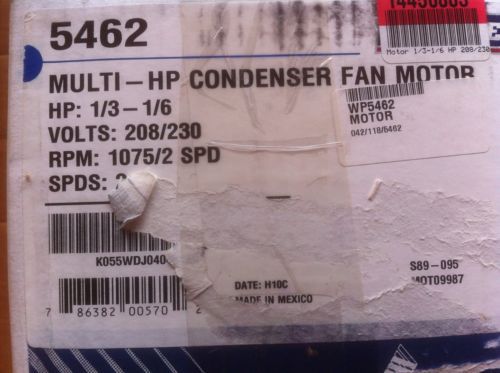 5462
MULTI-HP CONDENSER FAN MOTOR
HP: 1/3-1/6
VOLTS: 208/230
RPM: 1075/2 SPD
SPDS: 2
Motor 1/3-1/6 HP 208/230
WP5462
MOTOR
042/118/5462
K055WDJ040
7 86382 00570 2
DATE: H10C
MADE IN MEXICO
S89-095
MOT09987